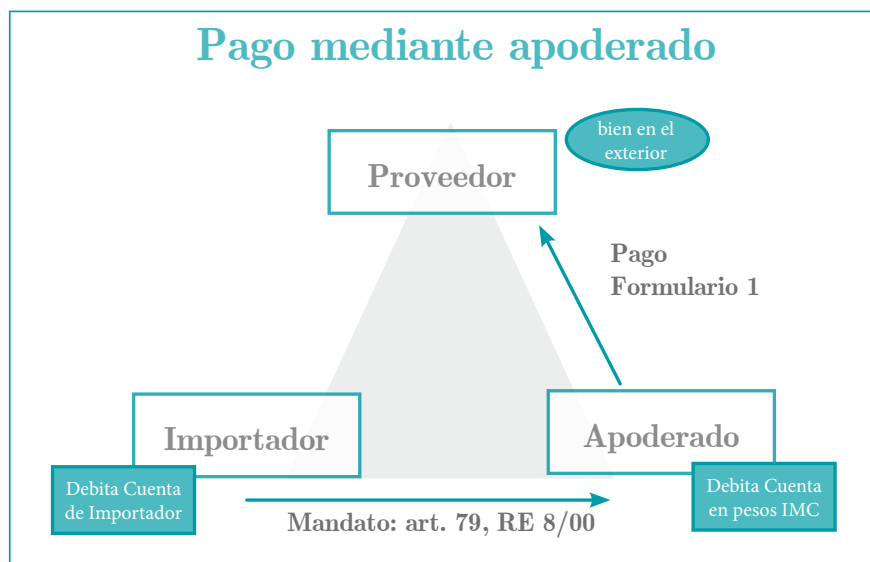 Pago mediante apoderado
bien en el
exterior
Proveedor
Pago
Formulario 1
Importador
Apoderado
Debita Cuenta
de Importador
Debita Cuenta
en pesos IMC
Mandato: art. 79, RE 8/00